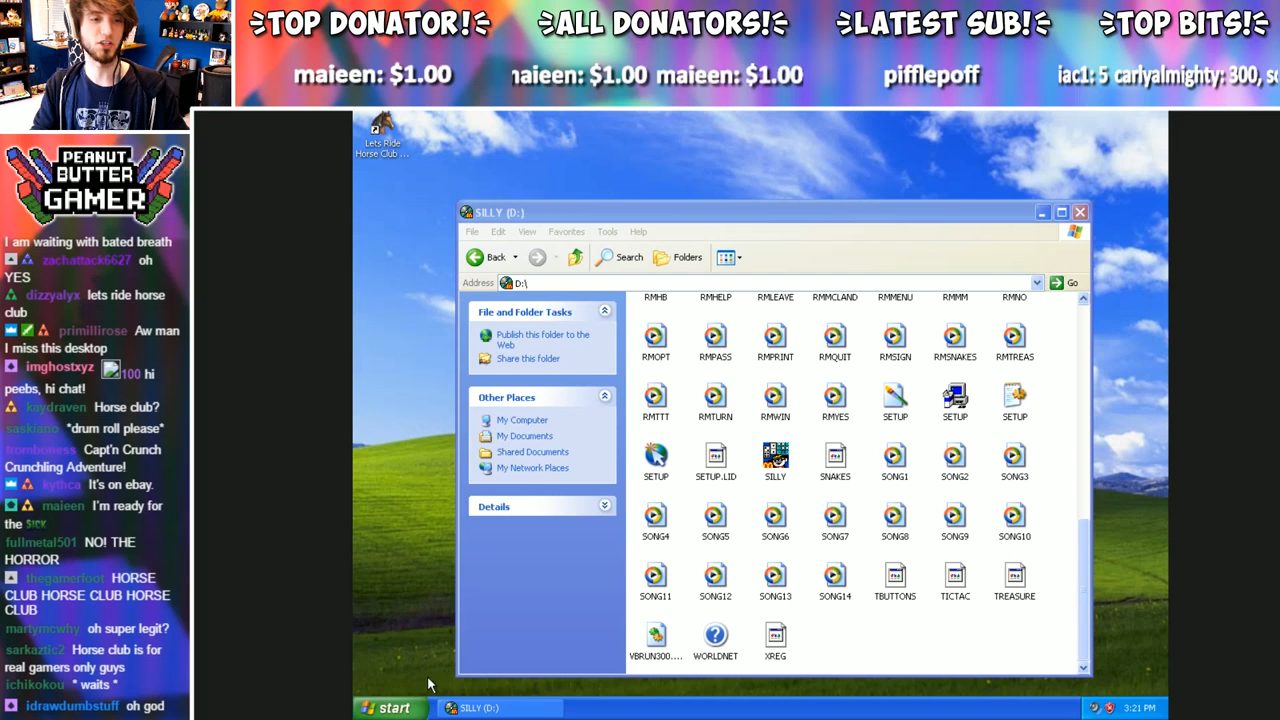 TOP DONATOR! ALL DONATORS! LATEST SUB! TOP BITS!
maieen: $1.00 naieen: $1.00 maieen: $1.00 pifflepoff iac1: 5 carlyalmighty: 300, sc
PEANUT
BUTTER
GAMER
I am waiting with bated breath
zachattack6627 oh
YES
dizzyalyx lets ride horse
club
primillirose Aw man
I miss this desktop
imghostxyz 100 hi
peebs, hi chat!
kaydraven Horse club?
saskiano *drum roll please*
tromboness Capt'n Crunch
Crunchling Adventure!
kythca It's on ebay.
maieen I'm ready for
the SICK
fullmetal501 NO! THE
HORROR
thegamerfoot HORSE
CLUB HORSE CLUB HORSE
CLUB
martymcwhy oh super legit?
sarkaztic2 Horse club is for
real gamers only guys
ichikokou * waits *
idrawdumbstuff oh god
Lets Ride
Horse Club ...
SILLY (D:)
File Edit View Favorites Tools Help
Back Search Folders
Address D:\ Go
File and Folder Tasks
Publish this folder to the
Web
Share this folder
Other Places
My Computer
My Documents
Shared Documents
My Network Places
Details
RMHB RMHELP RMLEAVE RMMCLAND RMMENU RMMM RMNO
RMOPT RMPASS RMPRINT RMQUIT RMSIGN RMSNAKES RMTREAS
RMTTT RMTURN RMWIN RMYES SETUP SETUP SETUP
SETUP SETUP.LID SILLY SNAKES SONG1 SONG2 SONG3
SONG4 SONG5 SONG6 SONG7 SONG8 SONG9 SONG10
SONG11 SONG12 SONG13 SONG14 TBUTTONS TICTAC TREASURE
VBRUN300.... WORLDNET XREG
start SILLY (D:) 3:21 PM